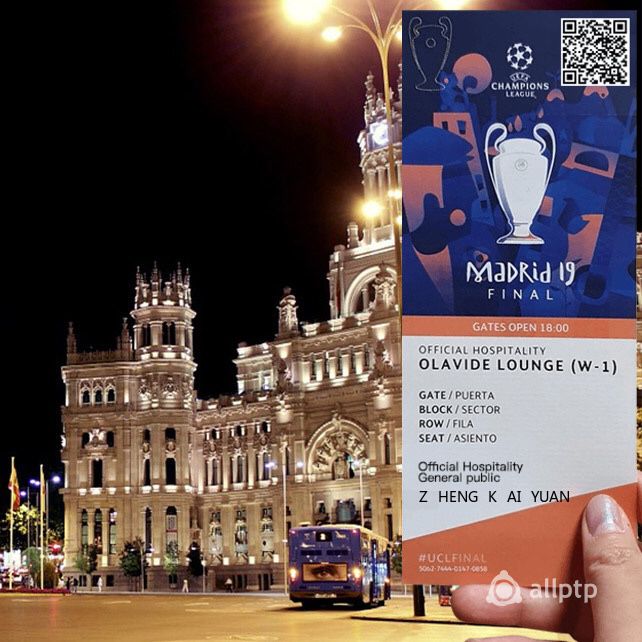 UEFA
CHAMPIONS
LEAGUE
MADRID 19
FINAL
GATES OPEN 18:00
OFFICIAL HOSPITALITY
OLAVIDE LOUNGE (W-1)
GATE / PUERTA
BLOCK / SECTOR
ROW / FILA
SEAT / ASIENTO
Official Hospitality
General public
Z HENG K AI YUAN
#UCLFINAL
5062-7444-0147-0858
allptp